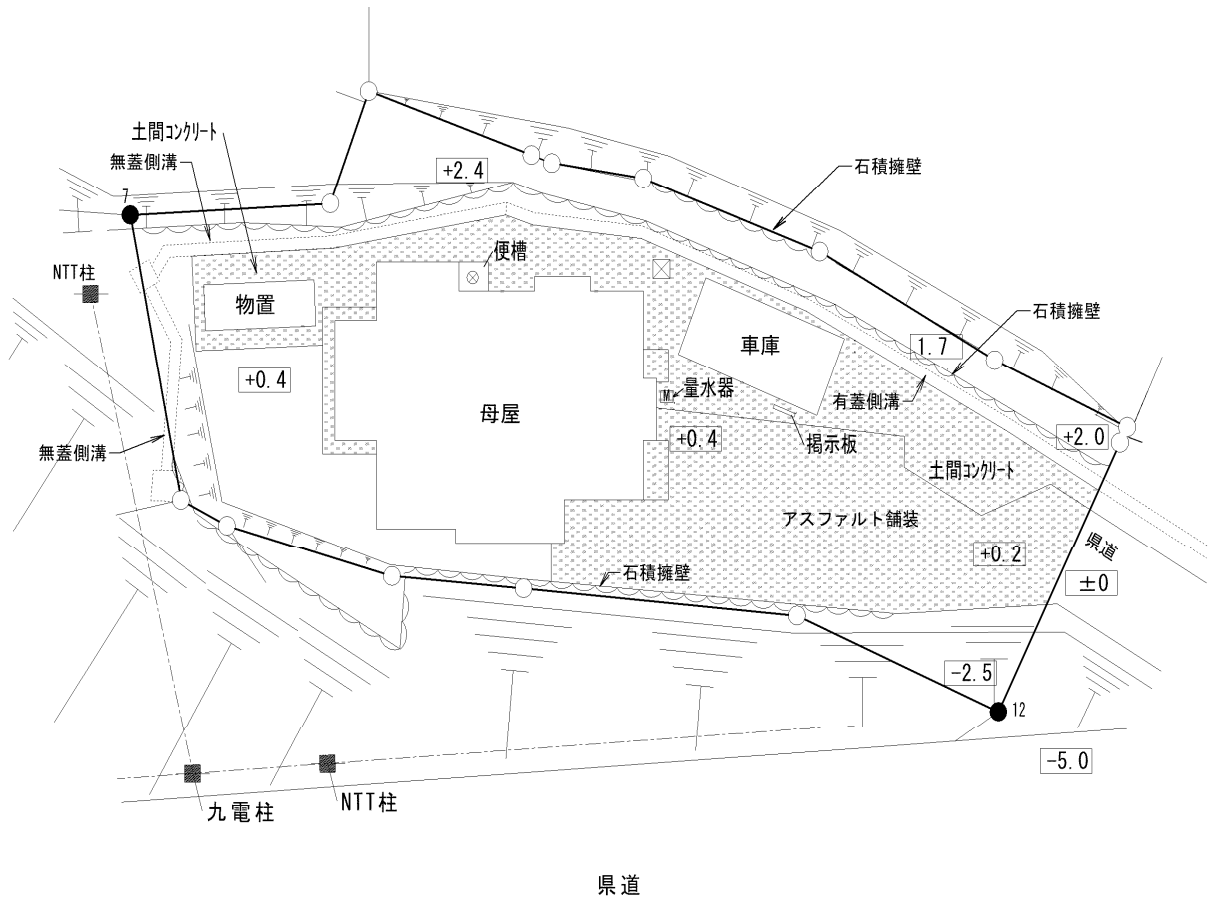 土間ｺﾝｸﾘｰﾄ
無蓋側溝
+2.4
石積擁壁
7
便槽
NTT柱
物置
石積擁壁
車庫
1.7
+0.4
M
量水器
母屋
有蓋側溝
+0.4
掲示板
+2.0
無蓋側溝
土間ｺﾝｸﾘｰﾄ
アスファルト舗装
県道
+0.2
石積擁壁
±0
-2.5
12
-5.0
九電柱
NTT柱
県道